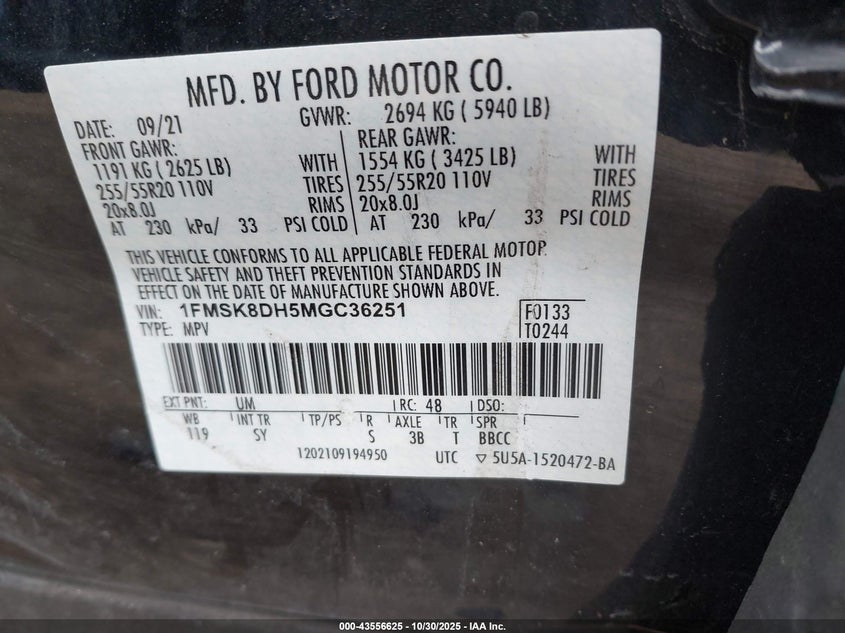 MFD. BY FORD MOTOR CO.
DATE: 09/21 GVWR: 2694 KG ( 5940 LB)
FRONT GAWR: REAR GAWR:
1191 KG ( 2625 LB) WITH 1554 KG ( 3425 LB) WITH
255/55R20 110V TIRES 255/55R20 110V TIRES
20x8.0J RIMS 20x8.0J RIMS
AT 230 kPa/ 33 PSI COLD AT 230 kPa/ 33 PSI COLD
THIS VEHICLE CONFORMS TO ALL APPLICABLE FEDERAL MOTOR
VEHICLE SAFETY AND THEFT PREVENTION STANDARDS IN
EFFECT ON THE DATE OF MANUFACTURE SHOWN ABOVE.
VIN: 1FMSK8DH5MGC36251 F0133
TYPE: MPV T0244
EXT PNT: UM RC: 48 DSO:
WB INT TR TP/PS R AXLE TR SPR
119 SY S 3B T BBCC
1202109194950 UTC ▽ 5U5A-1520472-BA
000-43556625 - 10/30/2025 - IAA Inc.